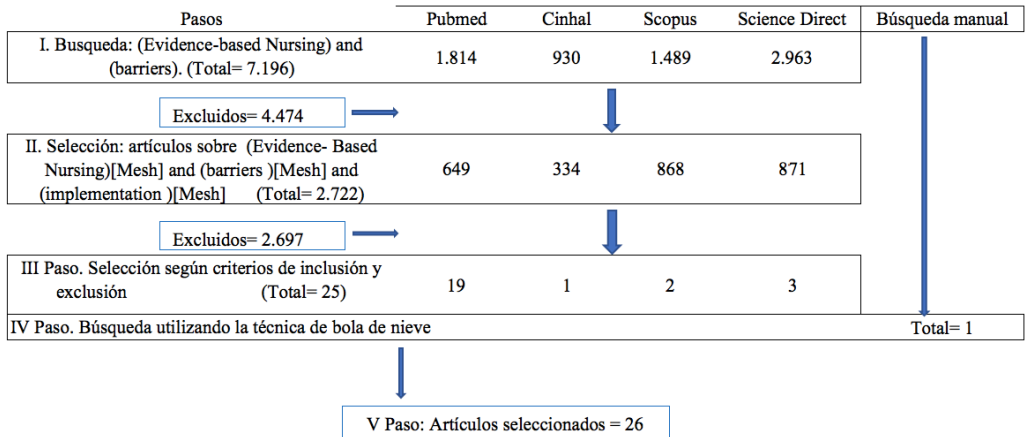 Pasos Pubmed Cinhal Scopus Science Direct Búsqueda manual
I. Busqueda: (Evidence-based Nursing) and
(barriers). (Total= 7.196)
1.814 930 1.489 2.963
Excluidos= 4.474
II. Selección: artículos sobre (Evidence- Based
Nursing)[Mesh] and (barriers )[Mesh] and
(implementation )[Mesh] (Total= 2.722)
649 334 868 871
Excluidos= 2.697
III Paso. Selección según criterios de inclusión y
exclusión (Total= 25)
19 1 2 3
IV Paso. Búsqueda utilizando la técnica de bola de nieve Total= 1
V Paso: Artículos seleccionados = 26